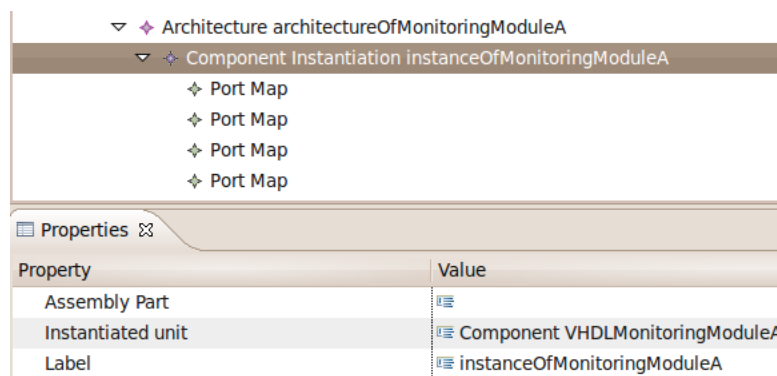 Architecture architectureOfMonitoringModuleA
Component Instantiation instanceOfMonitoringModuleA
Port Map
Port Map
Port Map
Port Map
Properties
Property Value
Assembly Part
Instantiated unit Component VHDLMonitoringModuleA
Label instanceOfMonitoringModuleA